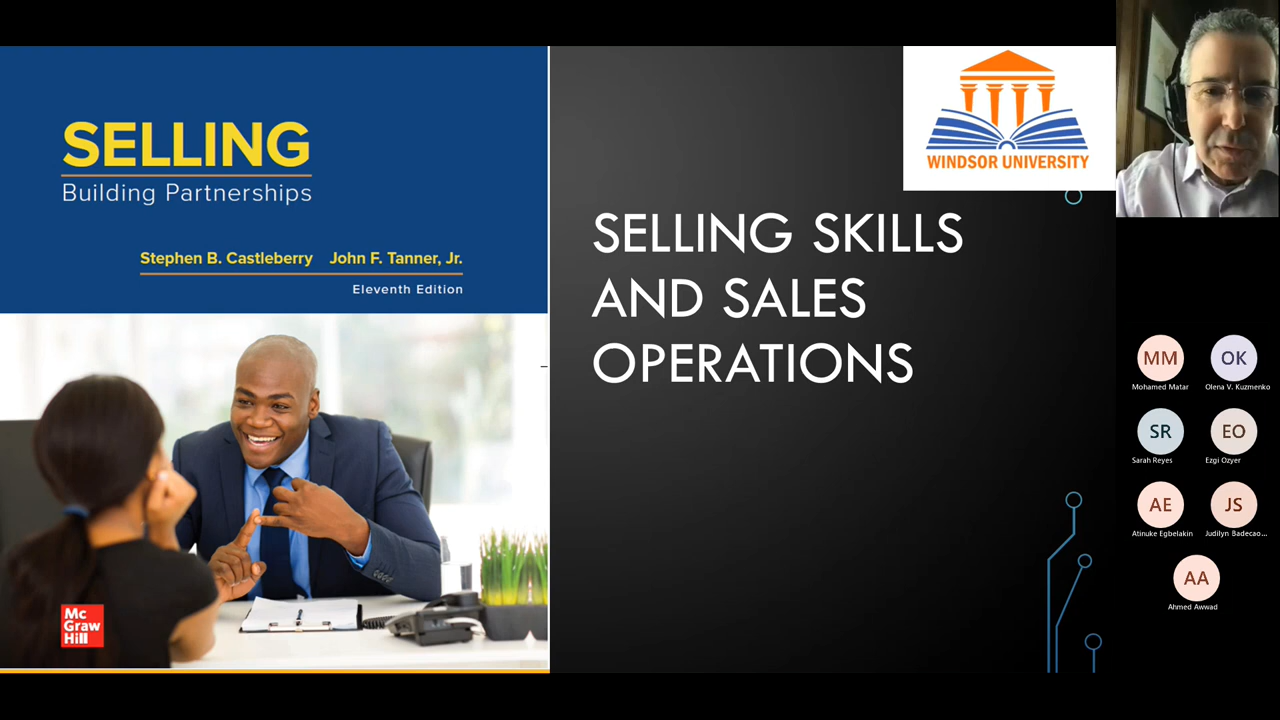 SELLING
Building Partnerships
Stephen B. Castleberry John F. Tanner, Jr.
Eleventh Edition
Mc
Graw
Hill
WINDSOR UNIVERSITY
SELLING SKILLS
AND SALES
OPERATIONS
MM OK
Mohamed Matar Olena V. Kuzmenko
SR EO
Sarah Reyes Ezgi Ozyer
AE JS
Atinuke Egbelakin Judilyn Badecao...
AA
Ahmed Awwad